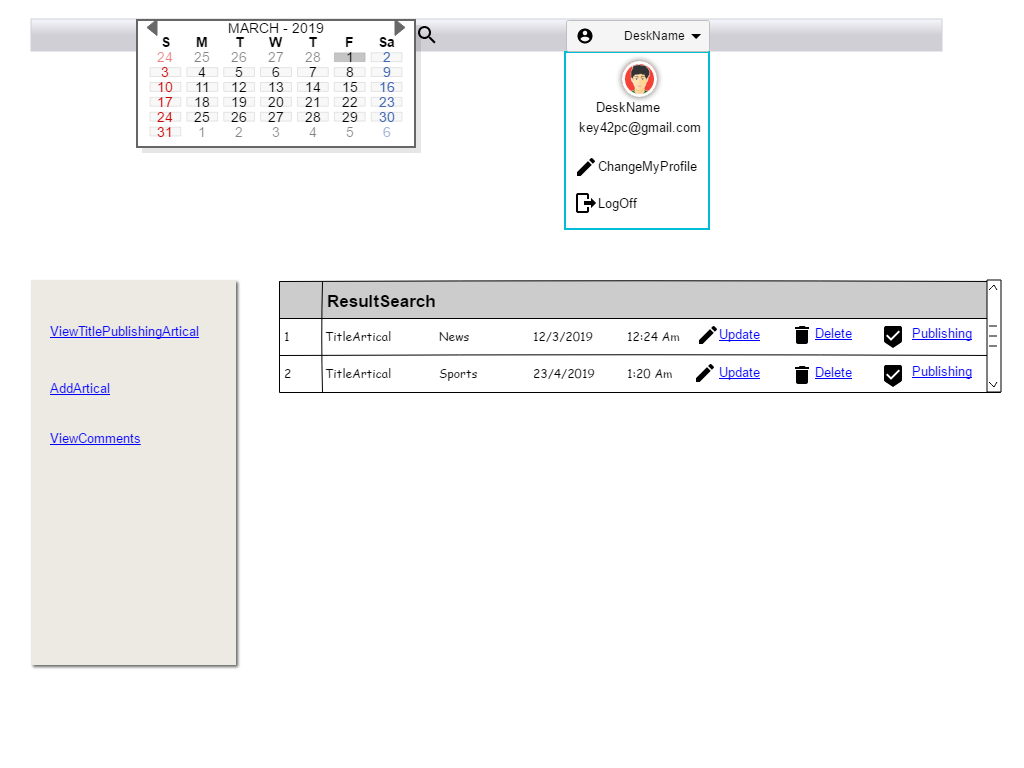 MARCH - 2019
S M T W T F Sa
24 25 26 27 28 1 2
3 4 5 6 7 8 9
10 11 12 13 14 15 16
17 18 19 20 21 22 23
24 25 26 27 28 29 30
31 1 2 3 4 5 6
DeskName
DeskName
key42pc@gmail.com
ChangeMyProfile
LogOff
ViewTitlePublishingArtical
AddArtical
ViewComments
ResultSearch
1 TitleArtical News 12/3/2019 12:24 Am Update Delete Publishing
2 TitleArtical Sports 23/4/2019 1:20 Am Update Delete Publishing